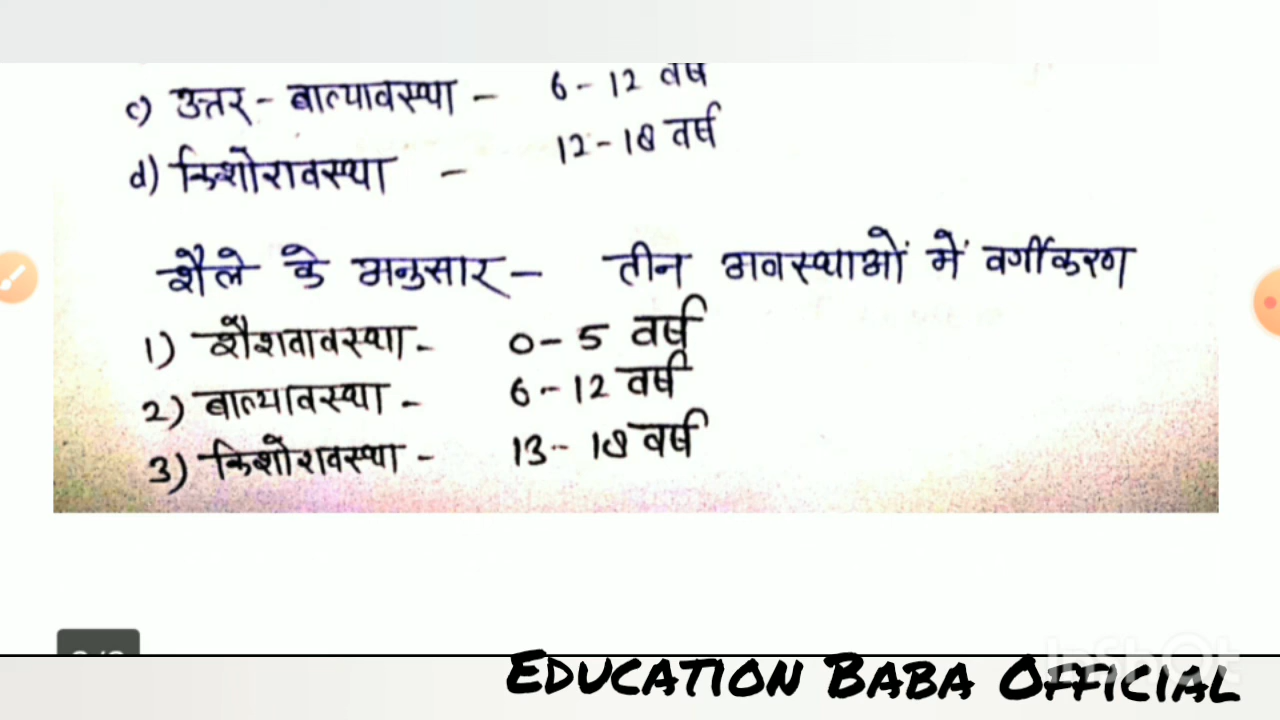 c) उत्तर - बाल्यावस्था - 6 - 12 वर्ष
d) किशोरावस्था - 12 - 18 वर्ष
शैले के अनुसार - तीन अवस्थाओं में वर्गीकरण
1) शैशवावस्था - 0 - 5 वर्ष
2) बाल्यावस्था - 6 - 12 वर्ष
3) किशोरावस्था - 13 - 18 वर्ष
InShOt
EDUCATION BABA OFFICIAL